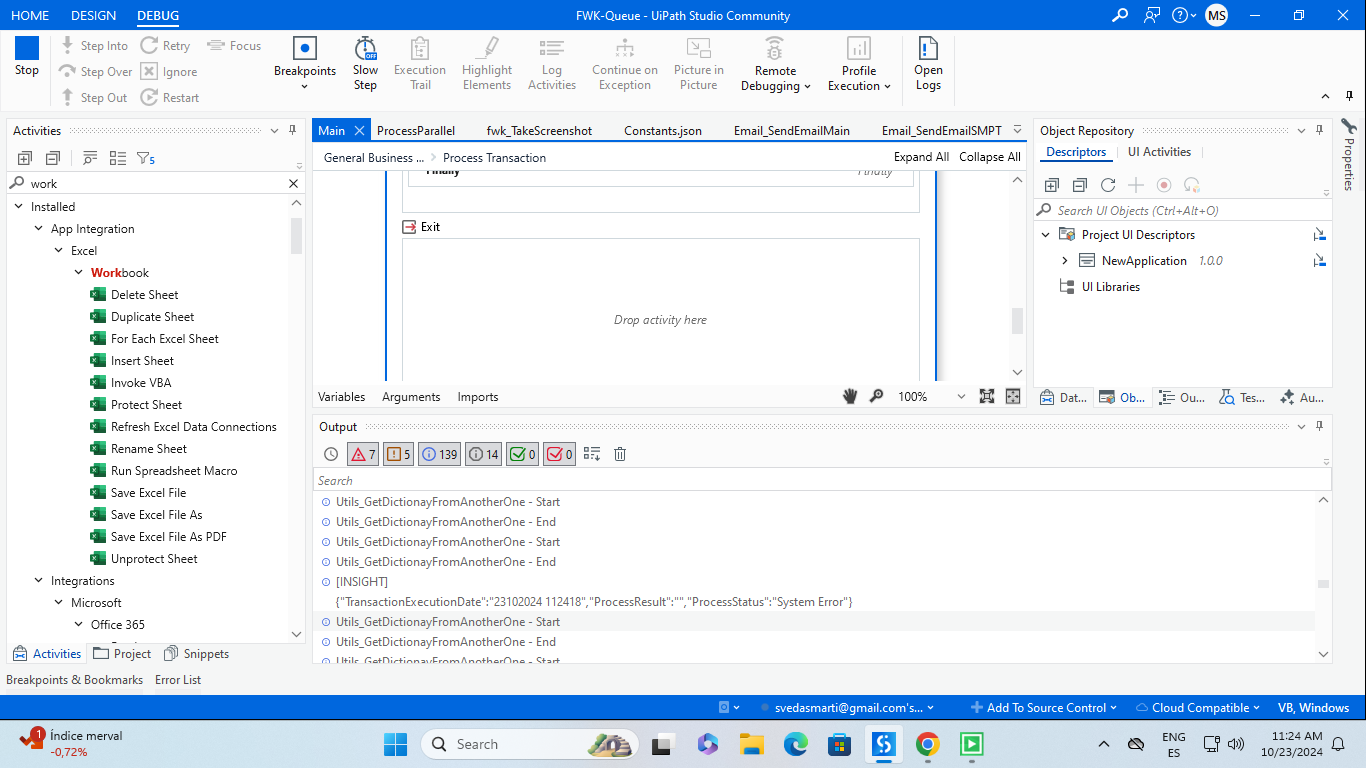 HOME DESIGN DEBUG
FWK-Queue - UiPath Studio Community
MS
Stop
Step Into
Step Over
Step Out
Retry
Ignore
Restart
Focus
Breakpoints
OFF
Slow
Step
Execution
Trail
Highlight
Elements
Log
Activities
Continue on
Exception
Picture in
Picture
Remote
Debugging
Profile
Execution
Open
Logs
Activities
5
work
Installed
App Integration
Excel
Workbook
Delete Sheet
Duplicate Sheet
For Each Excel Sheet
Insert Sheet
Invoke VBA
Protect Sheet
Refresh Excel Data Connections
Rename Sheet
Run Spreadsheet Macro
Save Excel File
Save Excel File As
Save Excel File As PDF
Unprotect Sheet
Integrations
Microsoft
Office 365
Activities Project Snippets
Breakpoints & Bookmarks Error List
Main ProcessParallel fwk_TakeScreenshot Constants.json Email_SendEmailMain Email_SendEmailSMPT
General Business ... > Process Transaction
Expand All Collapse All
Finally Finally
Exit
Drop activity here
Variables Arguments Imports
100%
Output
7 5 139 14 0 0
Search
Utils_GetDictionayFromAnotherOne - Start
Utils_GetDictionayFromAnotherOne - End
Utils_GetDictionayFromAnotherOne - Start
Utils_GetDictionayFromAnotherOne - End
[INSIGHT]
{"TransactionExecutionDate":"23102024 112418","ProcessResult":"","ProcessStatus":"System Error"}
Utils_GetDictionayFromAnotherOne - Start
Utils_GetDictionayFromAnotherOne - End
Utils_GetDictionayFromAnotherOne - Start
Object Repository
Descriptors UI Activities
Search UI Objects (Ctrl+Alt+O)
Project UI Descriptors
NewApplication 1.0.0
UI Libraries
Dat... Ob... Ou... Tes... Au...
Properties
svedasmarti@gmail.com's...
Add To Source Control
Cloud Compatible
VB, Windows
1
Índice merval
-0,72%
Search
ENG
ES
11:24 AM
10/23/2024